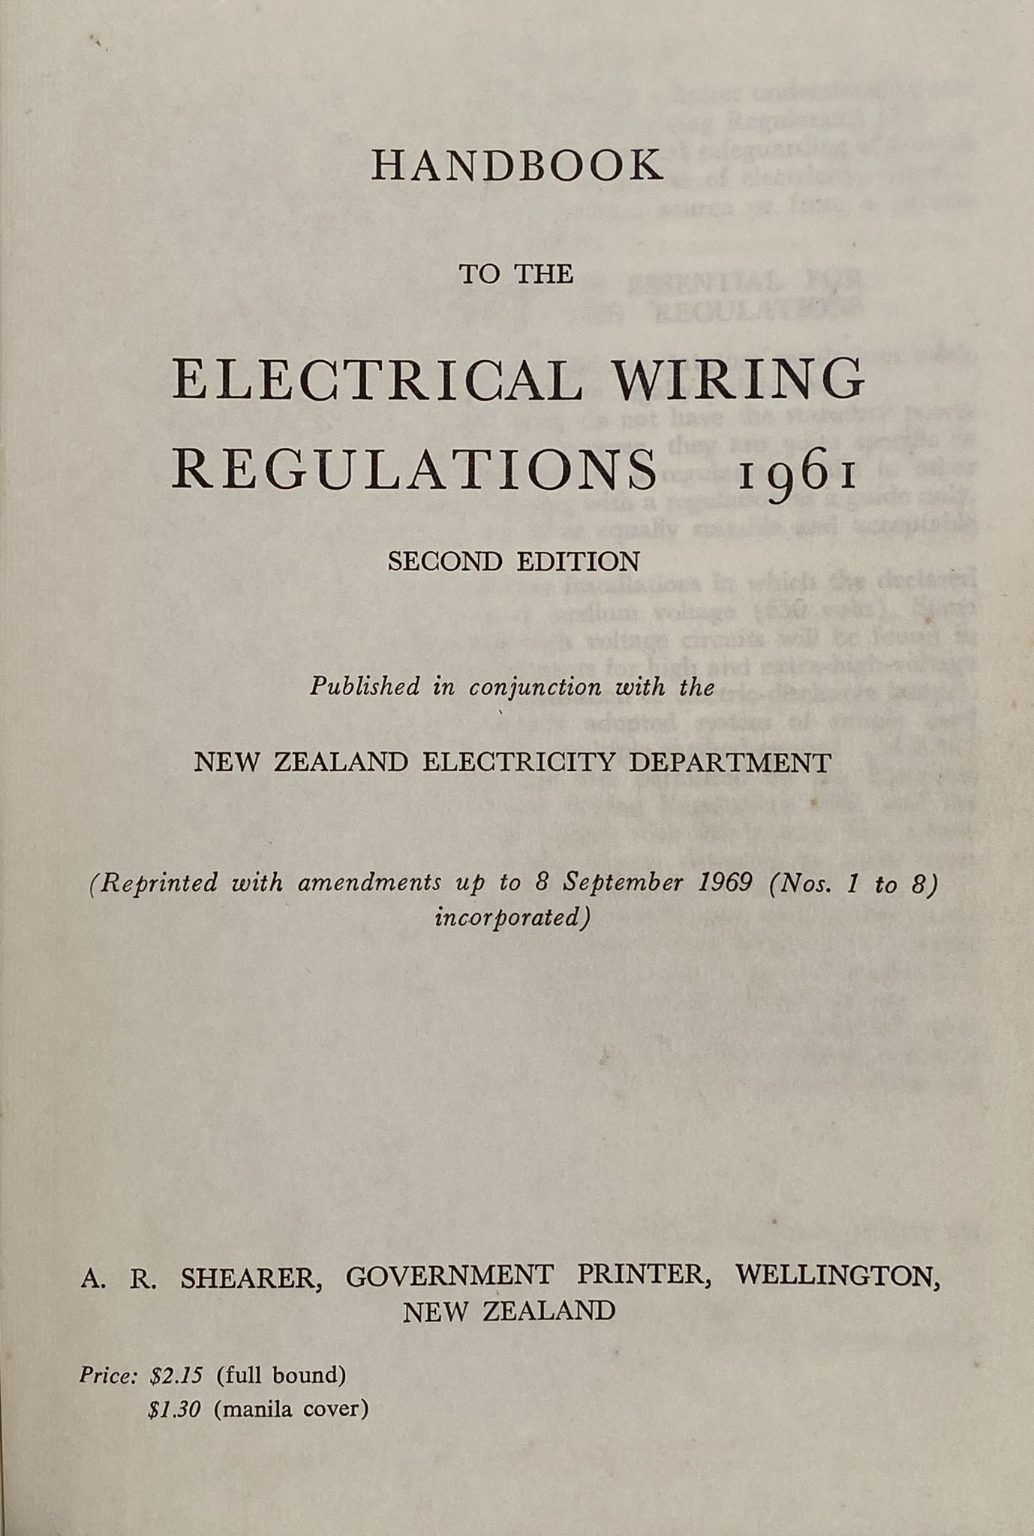 HANDBOOK
TO THE
ELECTRICAL WIRING
REGULATIONS 1961
SECOND EDITION
Published in conjunction with the
NEW ZEALAND ELECTRICITY DEPARTMENT
(Reprinted with amendments up to 8 September 1969 (Nos. 1 to 8)
incorporated)
A. R. SHEARER, GOVERNMENT PRINTER, WELLINGTON,
NEW ZEALAND
Price: $2.15 (full bound)
$1.30 (manila cover)